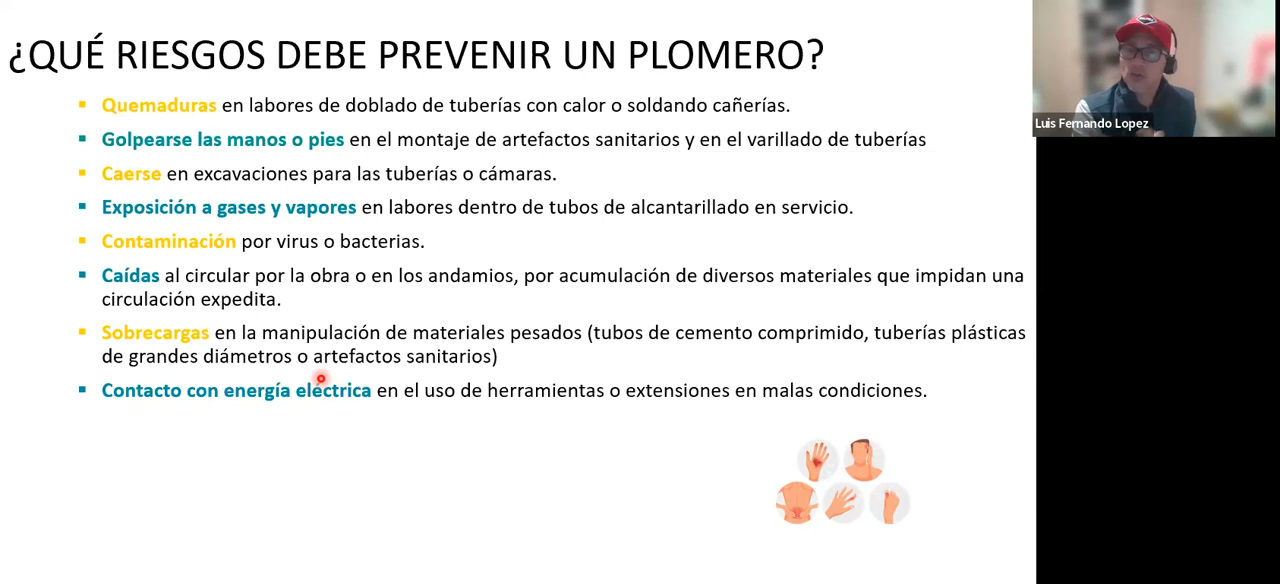 ¿QUÉ RIESGOS DEBE PREVENIR UN PLOMERO?
Quemaduras en labores de doblado de tuberías con calor o soldando cañerías.
Golpearse las manos o pies en el montaje de artefactos sanitarios y en el varillado de tuberías
Caerse en excavaciones para las tuberías o cámaras.
Exposición a gases y vapores en labores dentro de tubos de alcantarillado en servicio.
Contaminación por virus o bacterias.
Caídas al circular por la obra o en los andamios, por acumulación de diversos materiales que impidan una
circulación expedita.
Sobrecargas en la manipulación de materiales pesados (tubos de cemento comprimido, tuberías plásticas
de grandes diámetros o artefactos sanitarios)
Contacto con energía eléctrica en el uso de herramientas o extensiones en malas condiciones.
Luis Fernando Lopez